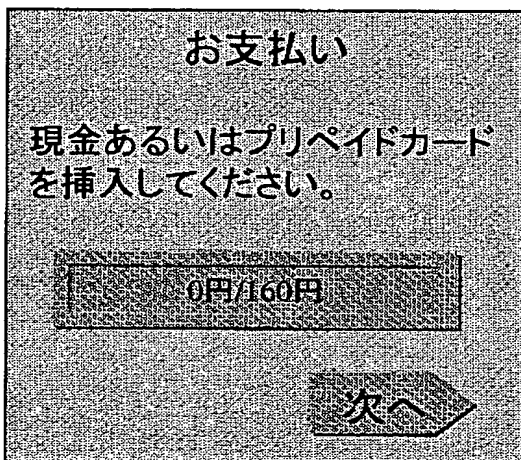 お支払い
現金あるいはプリペイドカード
を挿入してください。
0円/160円
次へ